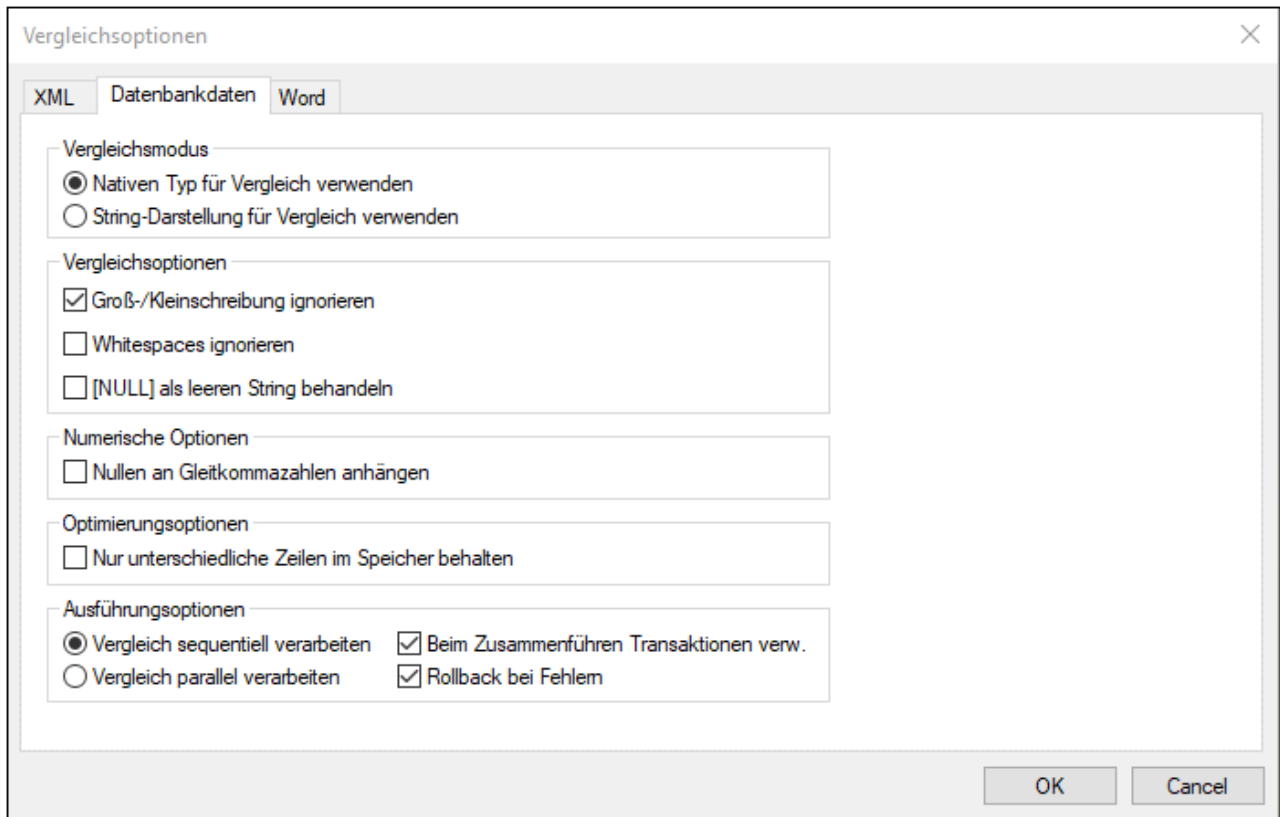 Vergleichsoptionen
XML Datenbankdaten Word
Vergleichsmodus
Nativen Typ für Vergleich verwenden
String-Darstellung für Vergleich verwenden
Vergleichsoptionen
Groß-/Kleinschreibung ignorieren
Whitespaces ignorieren
[NULL] als leeren String behandeln
Numerische Optionen
Nullen an Gleitkommazahlen anhängen
Optimierungsoptionen
Nur unterschiedliche Zeilen im Speicher behalten
Ausführungsoptionen
Vergleich sequentiell verarbeiten Beim Zusammenführen Transaktionen verw.
Vergleich parallel verarbeiten Rollback bei Fehlern
OK Cancel